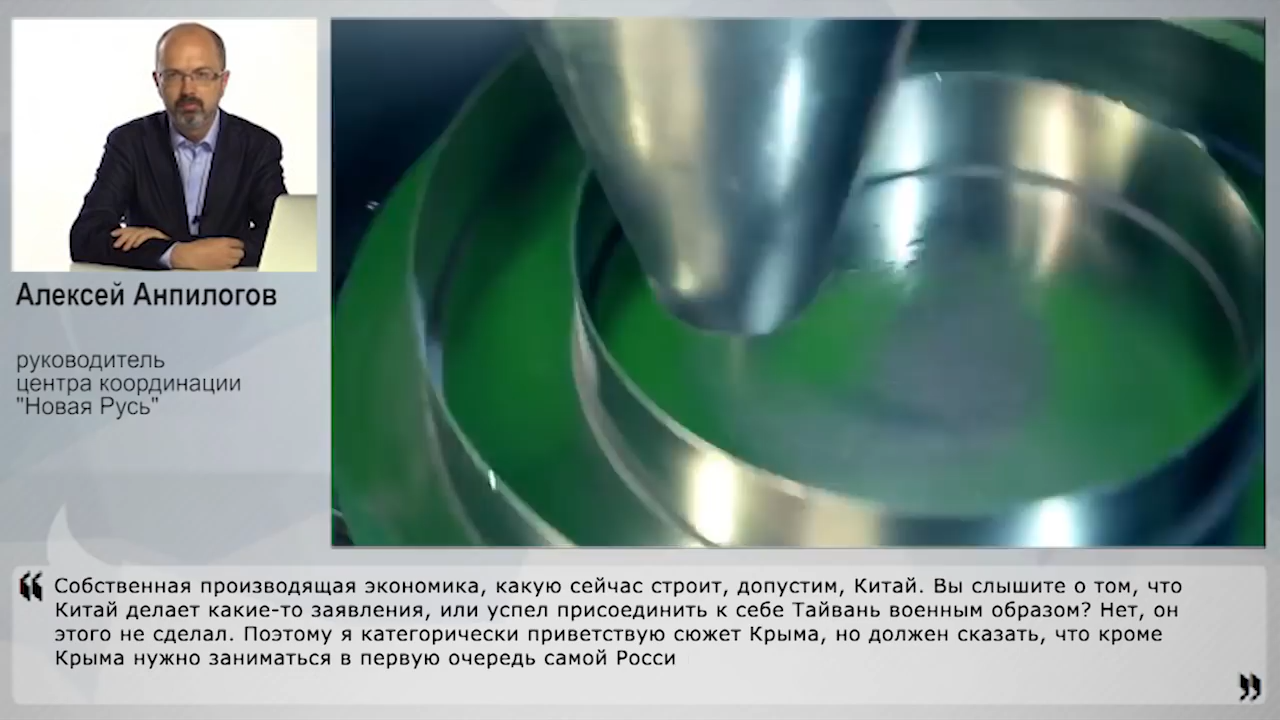 Алексей Анпилогов
руководитель
центра координации
"Новая Русь"
Собственная производящая экономика, какую сейчас строит, допустим, Китай. Вы слышите о том, что
Китай делает какие-то заявления, или успел присоединить к себе Тайвань военным образом? Нет, он
этого не сделал. Поэтому я категорически приветствую сюжет Крыма, но должен сказать, что кроме
Крыма нужно заниматься в первую очередь самой Росси